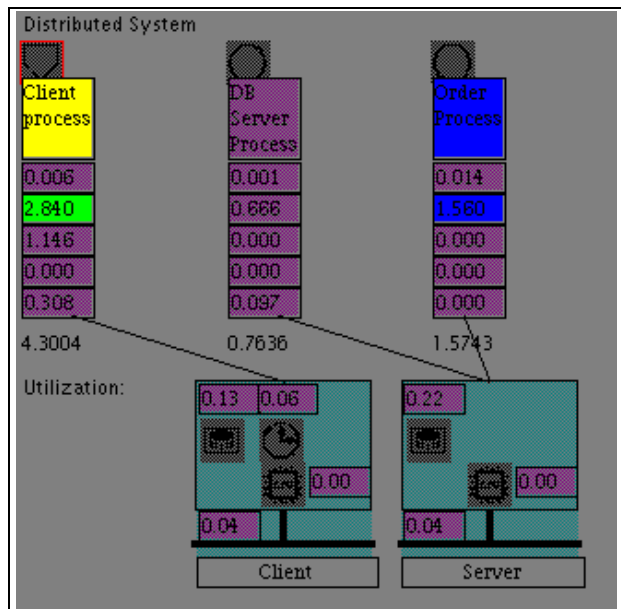 Distributed System
Client process
DB Server Process
Order Process
0.006 0.001 0.014
2.840 0.666 1.560
1.146 0.000 0.000
0.000 0.000 0.000
0.308 0.097 0.000
4.3004 0.7636 1.5743
Utilization:
0.13 0.06 0.22
0.00 0.00
0.04 0.04
Client Server